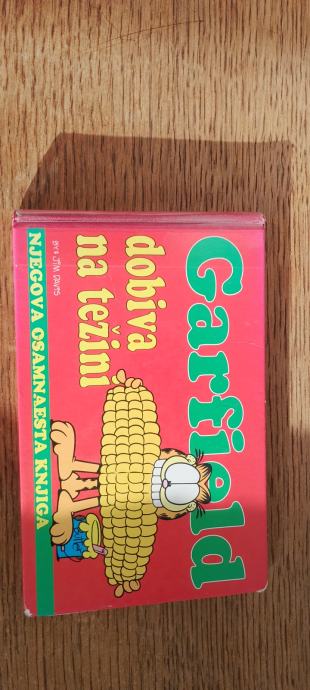 Garfield
dobiva
na težini
BY: JIM DAVIS
NJEGOVA OSAMNAESTA KNJIGA